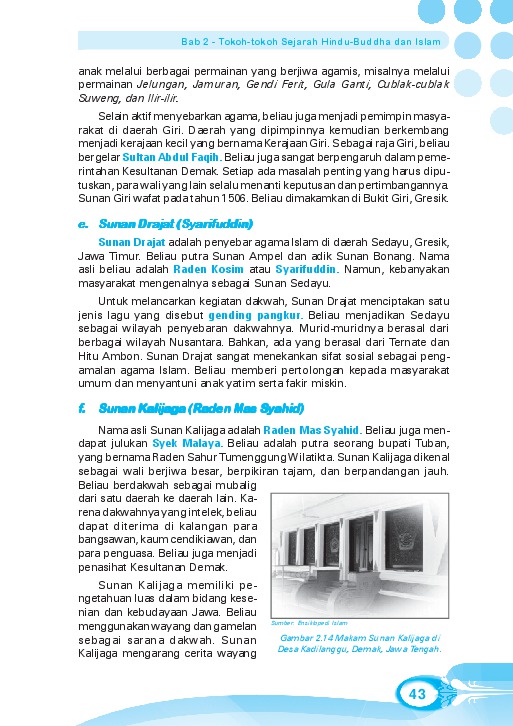 Bab 2 - Tokoh-tokoh Sejarah Hindu-Buddha dan Islam
anak melalui berbagai permainan yang berjiwa agamis, misalnya melalui
permainan Jelungan, Jamuran, Gendi Ferit, Gula Ganti, Cublak-cublak
Suweng, dan Ilir-ilir.
Selain aktif menyebarkan agama, beliau juga menjadi pemimpin masya-
rakat di daerah Giri. Daerah yang dipimpinnya kemudian berkembang
menjadi kerajaan kecil yang bernama Kerajaan Giri. Sebagai raja Giri, beliau
bergelar Sultan Abdul Faqih. Beliau juga sangat berpengaruh dalam peme-
rintahan Kesultanan Demak. Setiap ada masalah penting yang harus dipu-
tuskan, para wali yang lain selalu menanti keputusan dan pertimbangannya.
Sunan Giri wafat pada tahun 1506. Beliau dimakamkan di Bukit Giri, Gresik.
e. Sunan Drajat (Syarifuddin)
Sunan Drajat adalah penyebar agama Islam di daerah Sedayu, Gresik,
Jawa Timur. Beliau putra Sunan Ampel dan adik Sunan Bonang. Nama
asli beliau adalah Raden Kosim atau Syarifuddin. Namun, kebanyakan
masyarakat mengenalnya sebagai Sunan Sedayu.
Untuk melancarkan kegiatan dakwah, Sunan Drajat menciptakan satu
jenis lagu yang disebut gending pangkur. Beliau menjadikan Sedayu
sebagai wilayah penyebaran dakwahnya. Murid-muridnya berasal dari
berbagai wilayah Nusantara. Bahkan, ada yang berasal dari Ternate dan
Hitu Ambon. Sunan Drajat sangat menekankan sifat sosial sebagai peng-
amalan agama Islam. Beliau memberi pertolongan kepada masyarakat
umum dan menyantuni anak yatim serta fakir miskin.
f. Sunan Kalijaga (Raden Mas Syahid)
Nama asli Sunan Kalijaga adalah Raden Mas Syahid. Beliau juga men-
dapat julukan Syek Malaya. Beliau adalah putra seorang bupati Tuban,
yang bernama Raden Sahur Tumenggung Wilatikta. Sunan Kalijaga dikenal
sebagai wali berjiwa besar, berpikiran tajam, dan berpandangan jauh.
Beliau berdakwah sebagai mubalig
dari satu daerah ke daerah lain. Ka-
rena dakwahnya yang intelek, beliau
dapat diterima di kalangan para
bangsawan, kaum cendikiawan, dan
para penguasa. Beliau juga menjadi
penasihat Kesultanan Demak.
Sunan Kalijaga memiliki pe-
ngetahuan luas dalam bidang kese-
nian dan kebudayaan Jawa. Beliau
menggunakan wayang dan gamelan
sebagai sarana dakwah. Sunan
Kalijaga mengarang cerita wayang
Sumber: Ensiklopedi Islam
Gambar 2.14 Makam Sunan Kalijaga di
Desa Kadilanggu, Demak, Jawa Tengah.
43